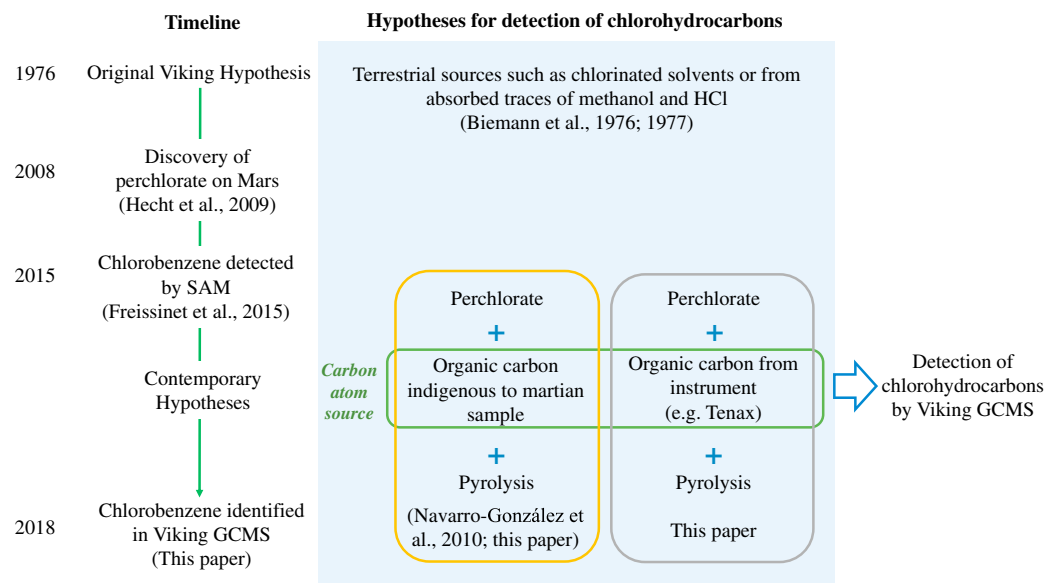 Timeline
Hypotheses for detection of chlorohydrocarbons
1976
Original Viking Hypothesis
Terrestrial sources such as chlorinated solvents or from
absorbed traces of methanol and HCl
(Biemann et al., 1976; 1977)
2008
Discovery of
perchlorate on Mars
(Hecht et al., 2009)
2015
Chlorobenzene detected
by SAM
(Freissinet et al., 2015)
Contemporary
Hypotheses
2018
Chlorobenzene identified
in Viking GCMS
(This paper)
Carbon
atom
source
Perchlorate
+
Organic carbon
indigenous to martian
sample
+
Pyrolysis
(Navarro-González et
al., 2010; this paper)
Perchlorate
+
Organic carbon from
instrument
(e.g. Tenax)
+
Pyrolysis
This paper
Detection of
chlorohydrocarbons
by Viking GCMS